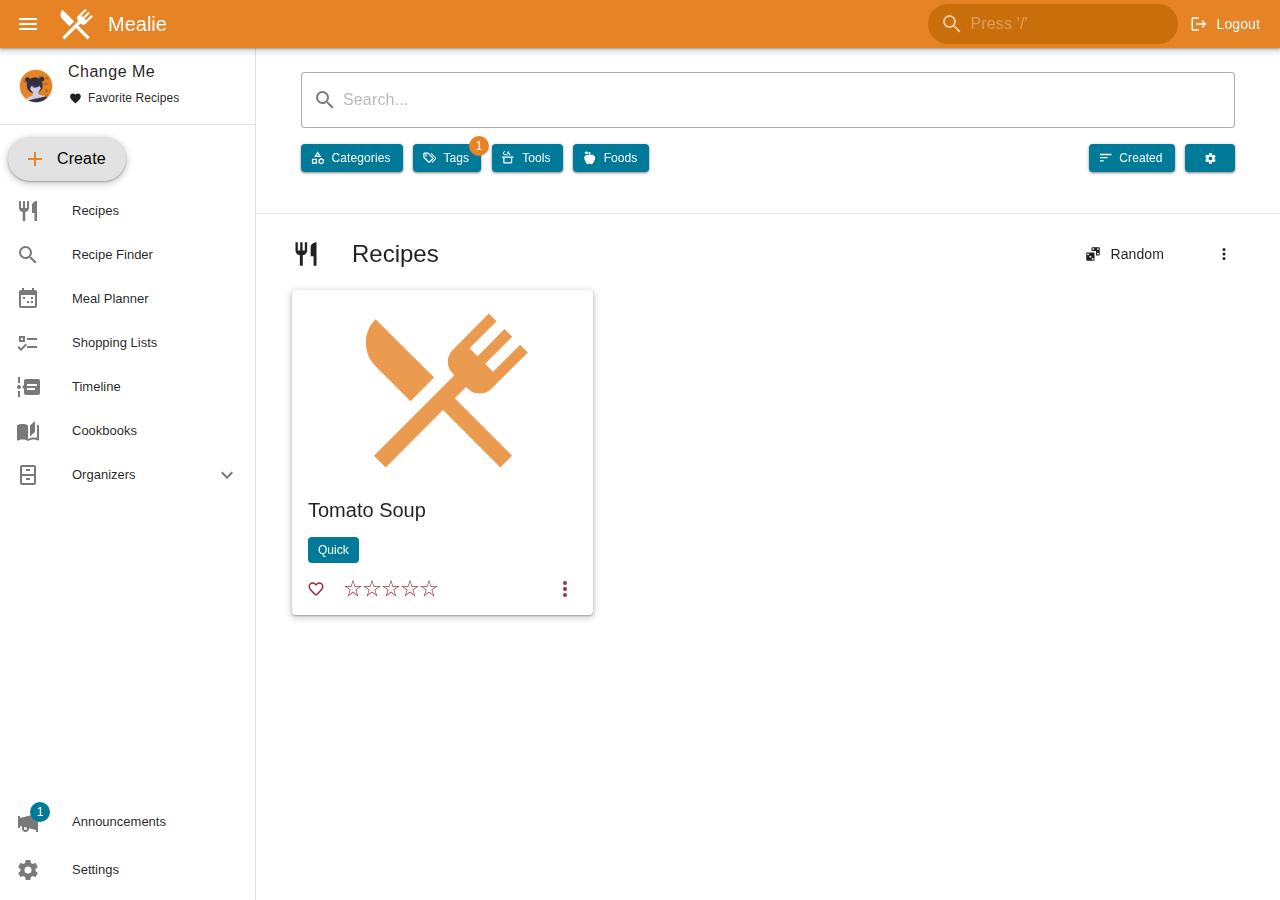 Mealie
Press '/'
Logout
Change Me
Favorite Recipes
Create
Recipes
Recipe Finder
Meal Planner
Shopping Lists
Timeline
Cookbooks
Organizers
1
Announcements
Settings
Search...
Categories
Tags
1
Tools
Foods
Created
Recipes
Random
Tomato Soup
Quick